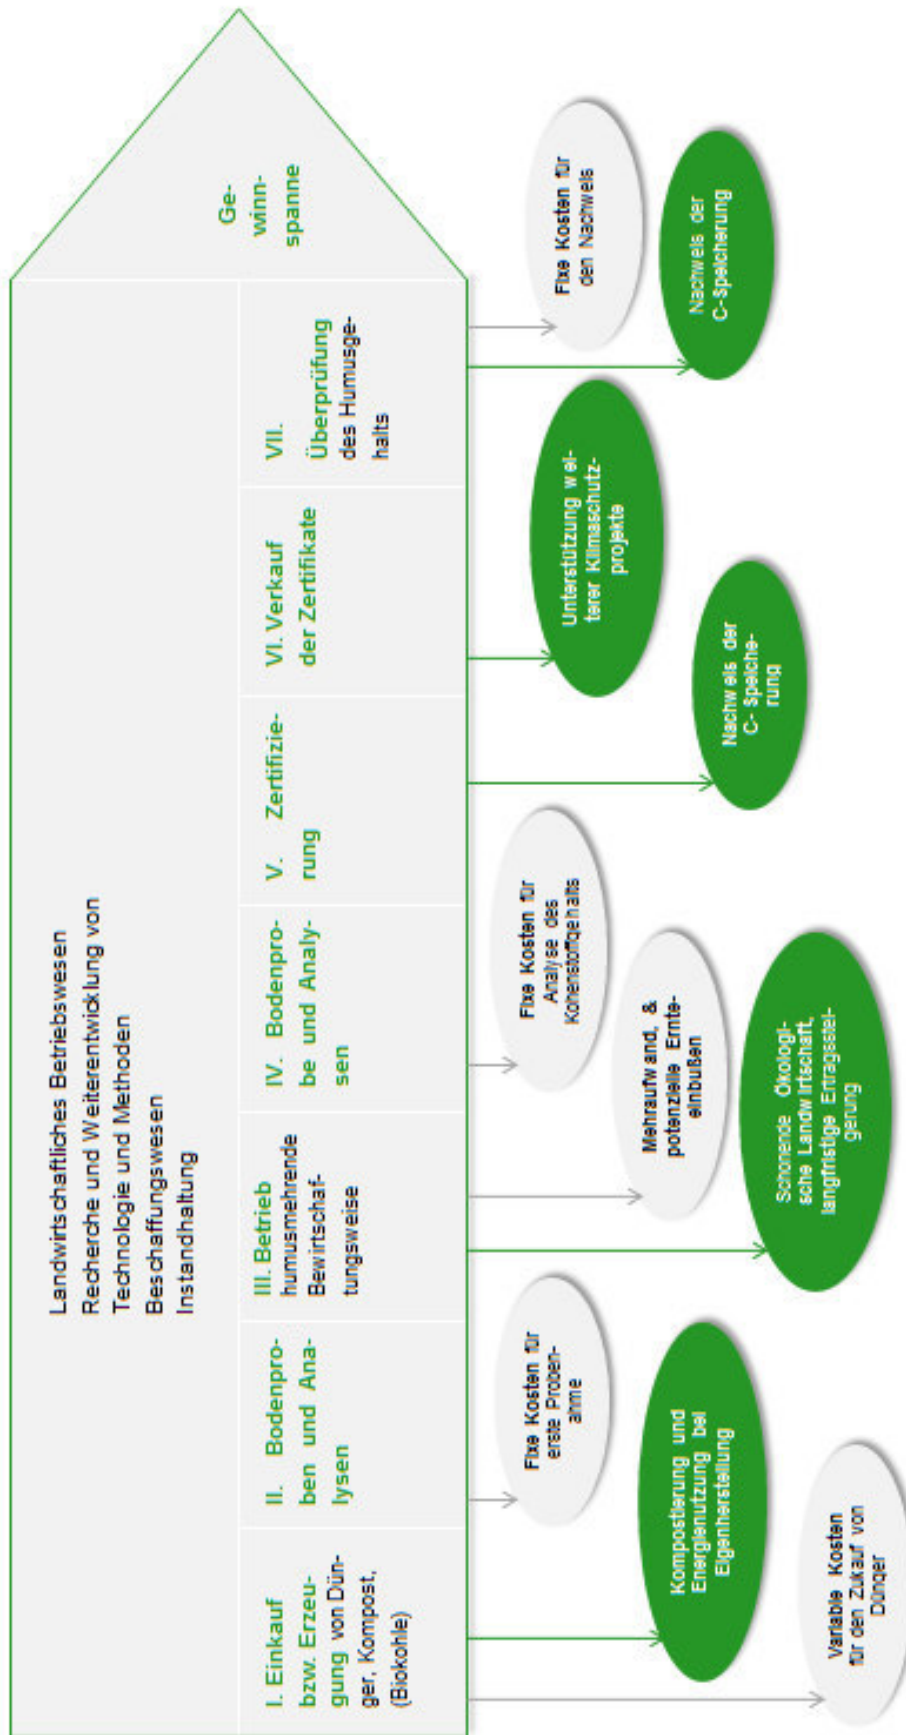 Landwirtschaftliches Betriebswesen
Recherche und Weiterentwicklung von
Technologie und Methoden
Beschaffungswesen
Instandhaltung
I. Einkauf
bzw. Erzeu-
gung von Dün-
ger, Kompost,
(Biokohle)
II. Bodenpro-
ben und Ana-
lysen
III. Betrieb
humusmehrende
Bewirtschaf-
tungsweise
IV. Bodenpro-
be und Analy-
sen
V. Zertifizie-
rung
VI. Verkauf
der Zertifikate
VII.
Überprüfung
des Humusge-
halts
Ge-
winn-
spanne
Variable Kosten
für den Zukauf von
Dünger
Kompostierung und
Energienutzung bei
Eigenherstellung
Fixe Kosten für
erste Proben-
ahme
Mehraufwand, &
potenzielle Ernte-
einbußen
Schonende Ökologi-
sche Landwirtschaft,
langfristige Ertragsstei-
gerung
Fixe Kosten für
Analyse des
Kohenstoffgehalts
Nachweis der
C- Speiche-
rung
Unterstützung wei-
terer Klimaschutz-
projekte
Fixe Kosten für
den Nachweis
Nachweis der
C-Speicherung